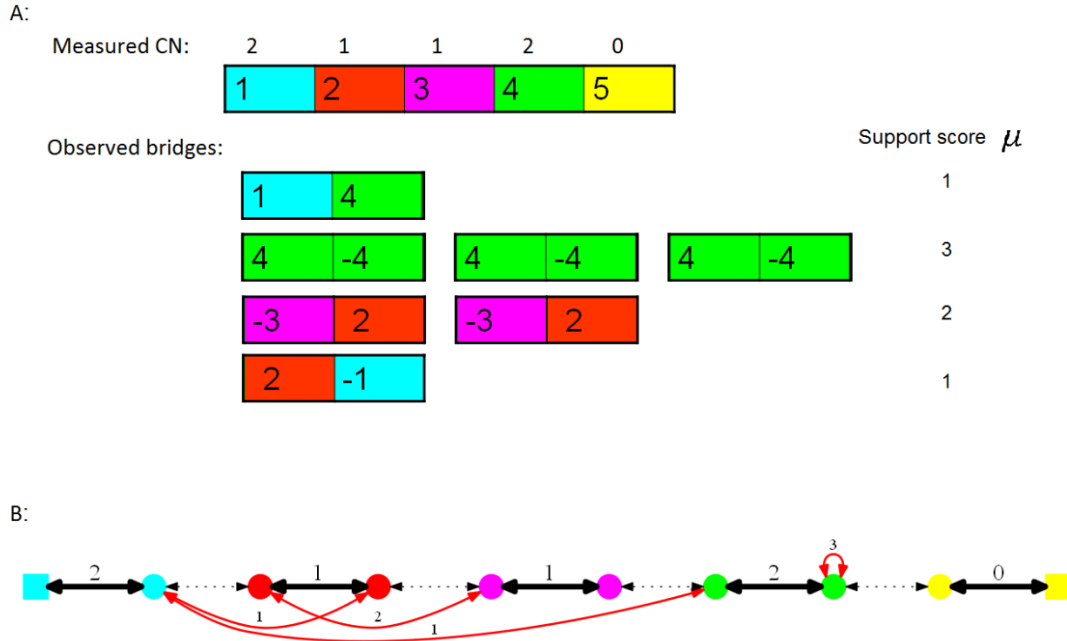 A:
Measured CN: 2 1 1 2 0
1 2 3 4 5
Observed bridges:
Support score μ
1 4 1
4 -4 4 -4 4 -4 3
-3 2 -3 2 2
2 -1 1
B:
3
2 1 1 2 0
1 2
1